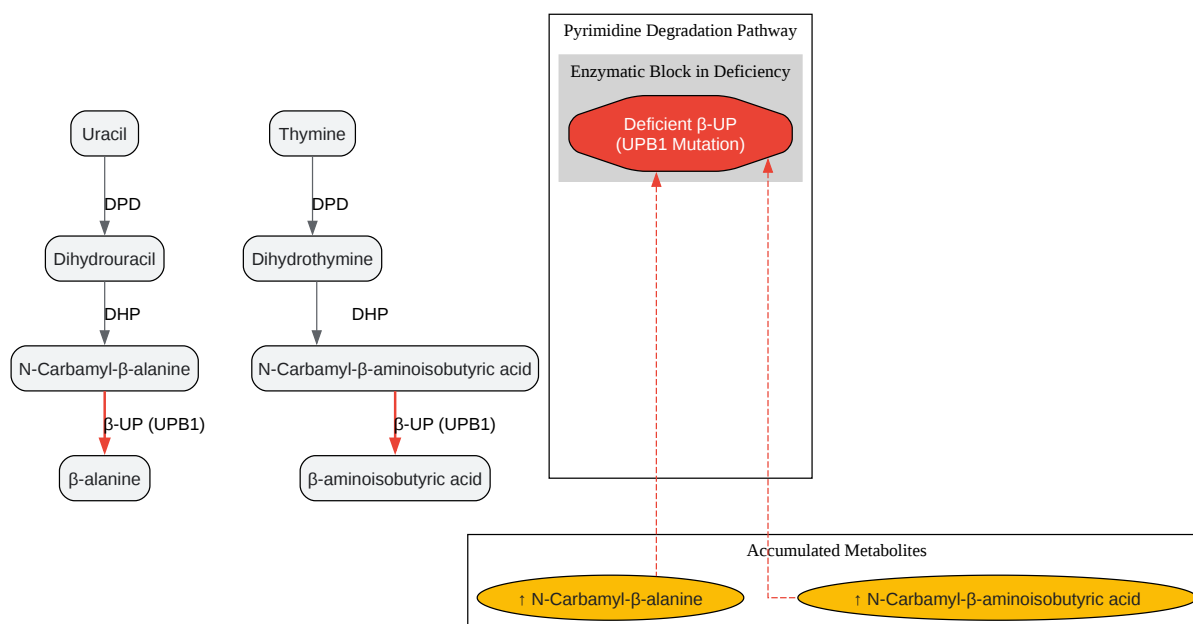 Pyrimidine Degradation Pathway
Enzymatic Block in Deficiency
Deficient β-UP
(UPB1 Mutation)
Uracil
Thymine
DPD
DPD
Dihydrouracil
Dihydrothymine
DHP
DHP
N-Carbamyl-β-alanine
N-Carbamyl-β-aminoisobutyric acid
β-UP (UPB1)
β-UP (UPB1)
β-alanine
β-aminoisobutyric acid
Accumulated Metabolites
↑ N-Carbamyl-β-alanine
↑ N-Carbamyl-β-aminoisobutyric acid